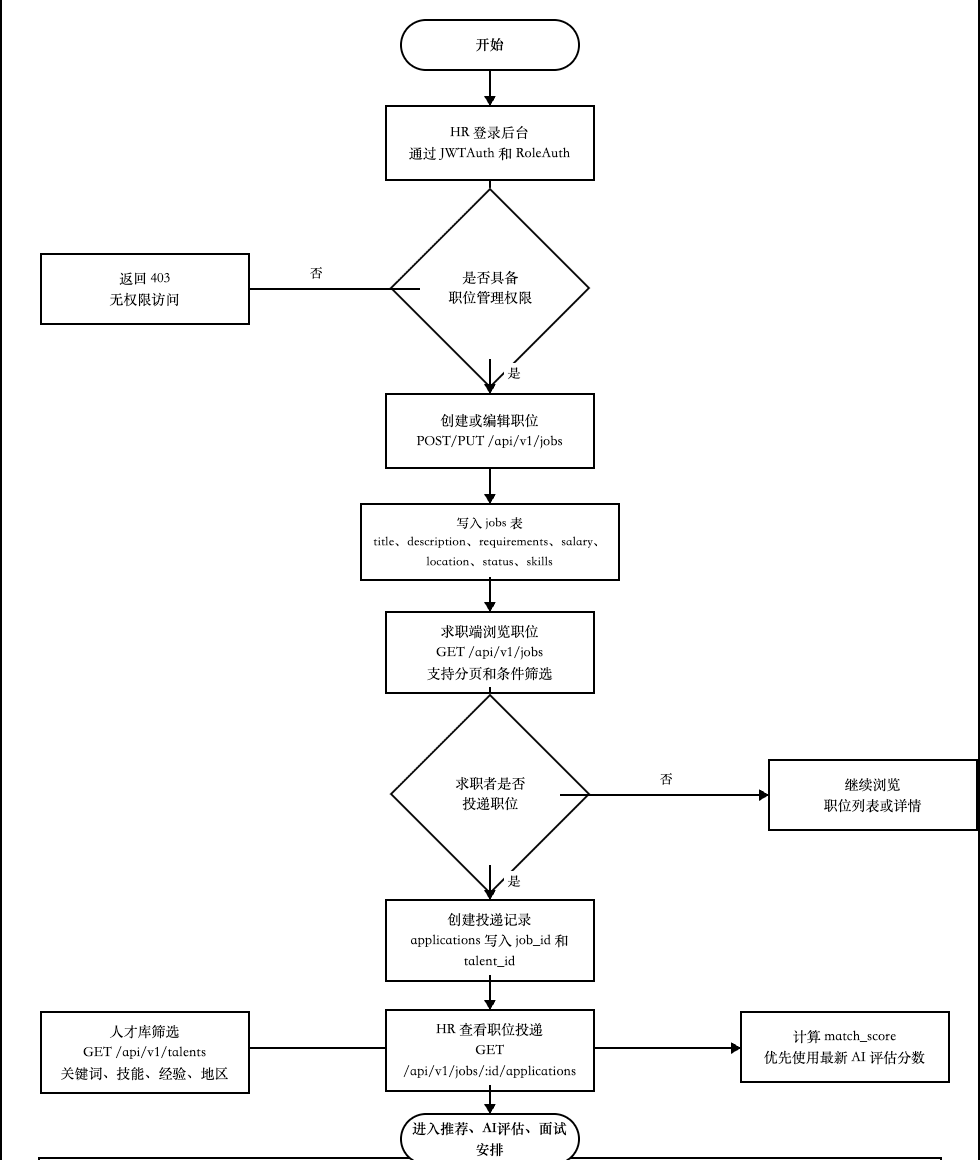 开始
HR 登录后台
通过 JWTAuth 和 RoleAuth
是否具备
职位管理权限
否
返回 403
无权限访问
是
创建或编辑职位
POST/PUT /api/v1/jobs
写入 jobs 表
title、description、requirements、salary、
location、status、skills
求职端浏览职位
GET /api/v1/jobs
支持分页和条件筛选
求职者是否
投递职位
否
继续浏览
职位列表或详情
是
创建投递记录
applications 写入 job_id 和
talent_id
人才库筛选
GET /api/v1/talents
关键词、技能、经验、地区
HR 查看职位投递
GET
/api/v1/jobs/:id/applications
计算 match_score
优先使用最新 AI 评估分数
进入推荐、AI评估、面试
安排